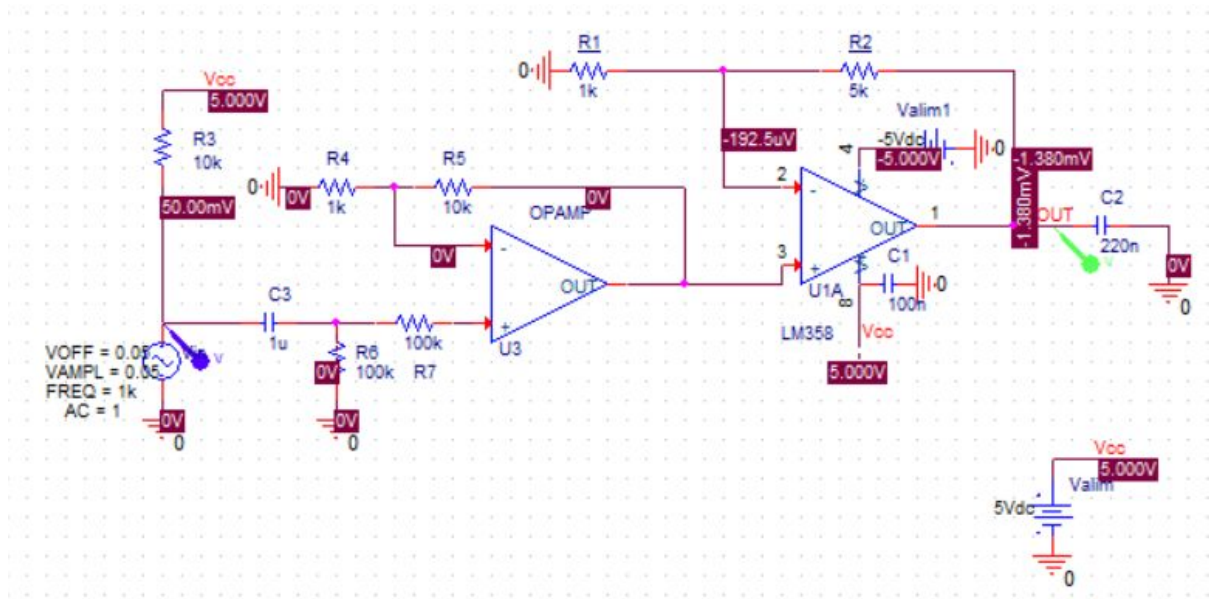 R1
1k
0
R2
5k
Vcc
5.000V
R3
10k
50.00mV
Valim1
-5Vdc
-5.000V
0
4
-192.5uV
2
-
3
+
OUT
1
U1A
LM358
8
C1
100n
0
Vcc
5.000V
-1.380mV
-1.380mV
OUT
C2
220n
V
0V
0
R4
1k
0
0V
R5
10k
0V
OPAMP
0V
-
+
OUT
U3
C3
1u
R6
100k
0V
100k
R7
VOFF = 0.05
VAMPL = 0.05
FREQ = 1k
AC = 1
V
0V
0
0V
0
Vcc
5.000V
Valim
5Vdc
0